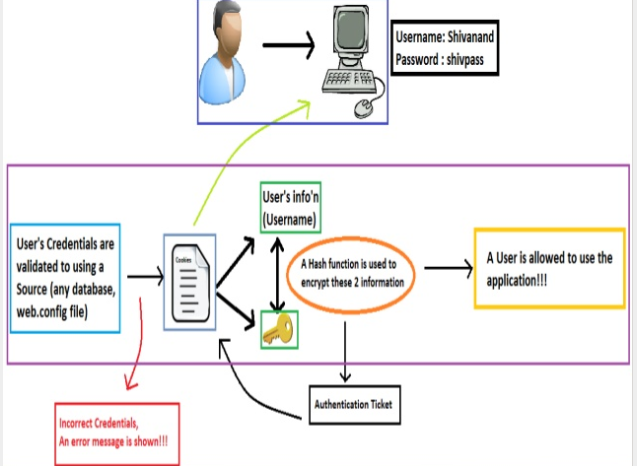 Username: Shivanand
Password : shivpass
User's info'n
(Username)
User's Credentials are
validated to using a
Source (any database,
web.config file)
Cookies
A Hash function is used to
encrypt these 2 information
A User is allowed to use the
application!!!
Authentication Ticket
Incorrect Credentials,
An error message is shown!!!